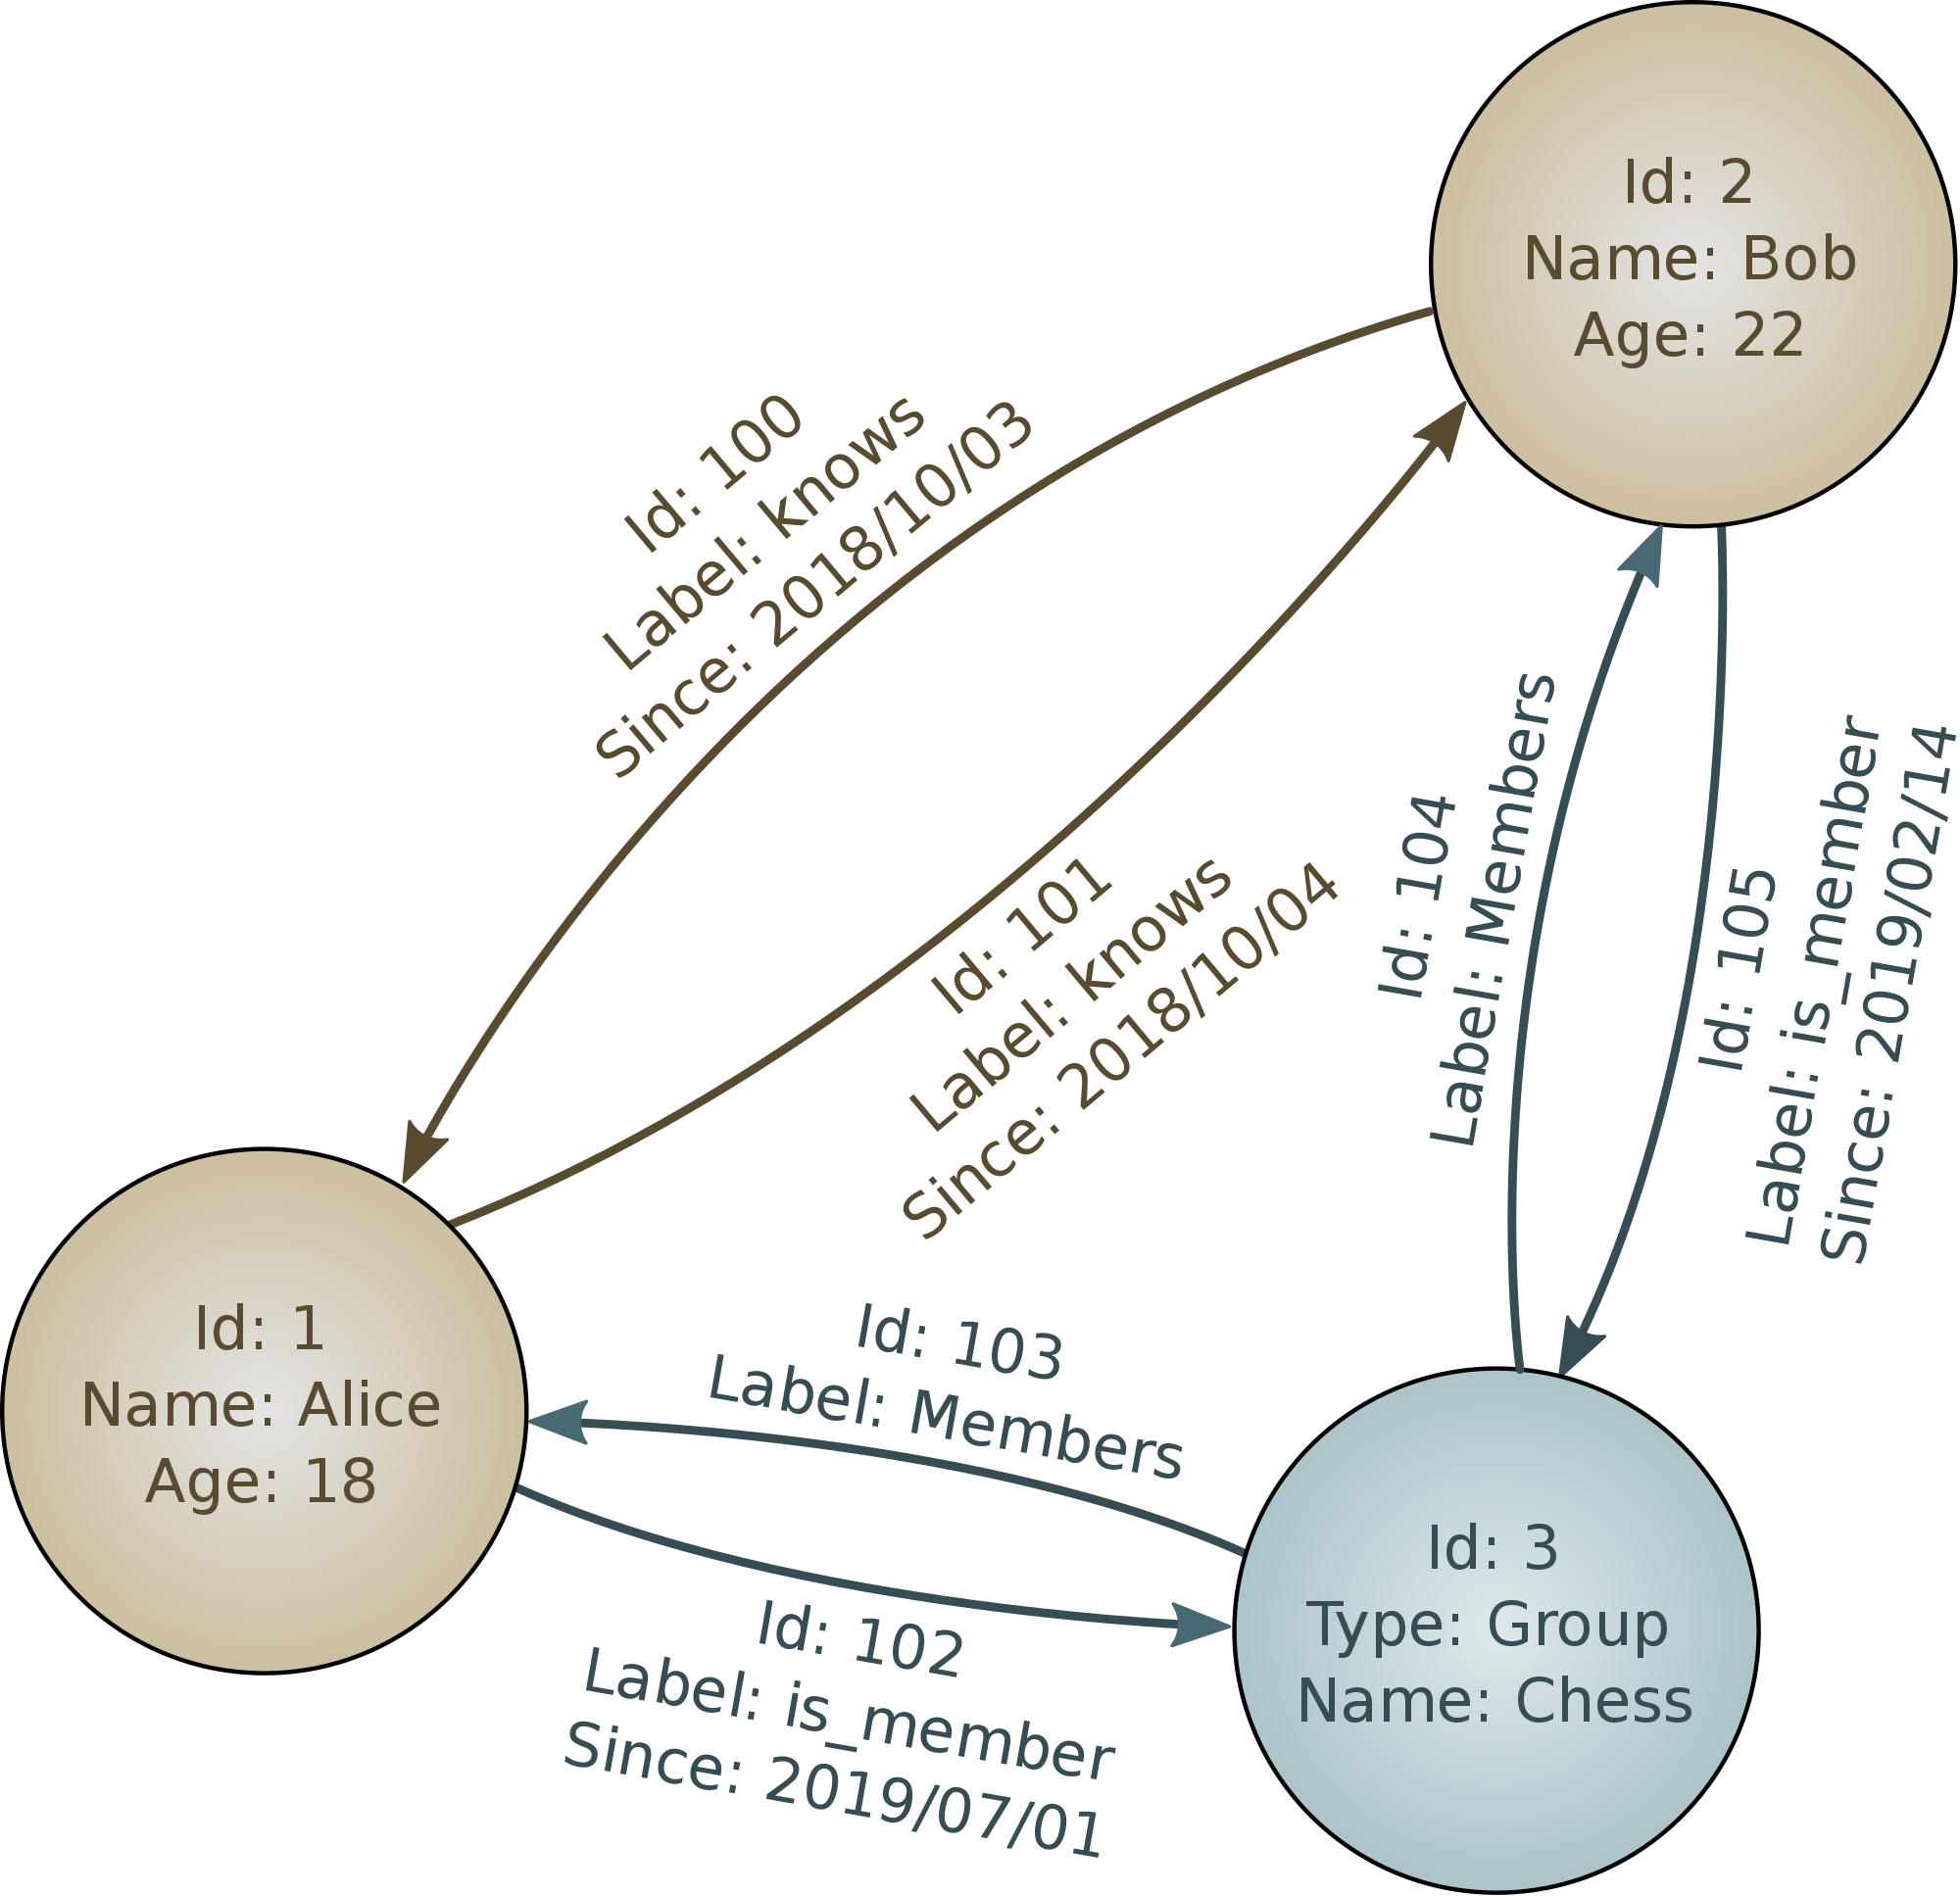 Id: 2
Name: Bob
Age: 22
Id: 100
Label: knows
Since: 2018/10/03
Id: 101
Label: knows
Since: 2018/10/04
Id: 104
Label: Members
Id: 105
Label: is_member
Since: 2019/02/14
Id: 1
Name: Alice
Age: 18
Id: 103
Label: Members
Id: 102
Label: is_member
Since: 2019/07/01
Id: 3
Type: Group
Name: Chess